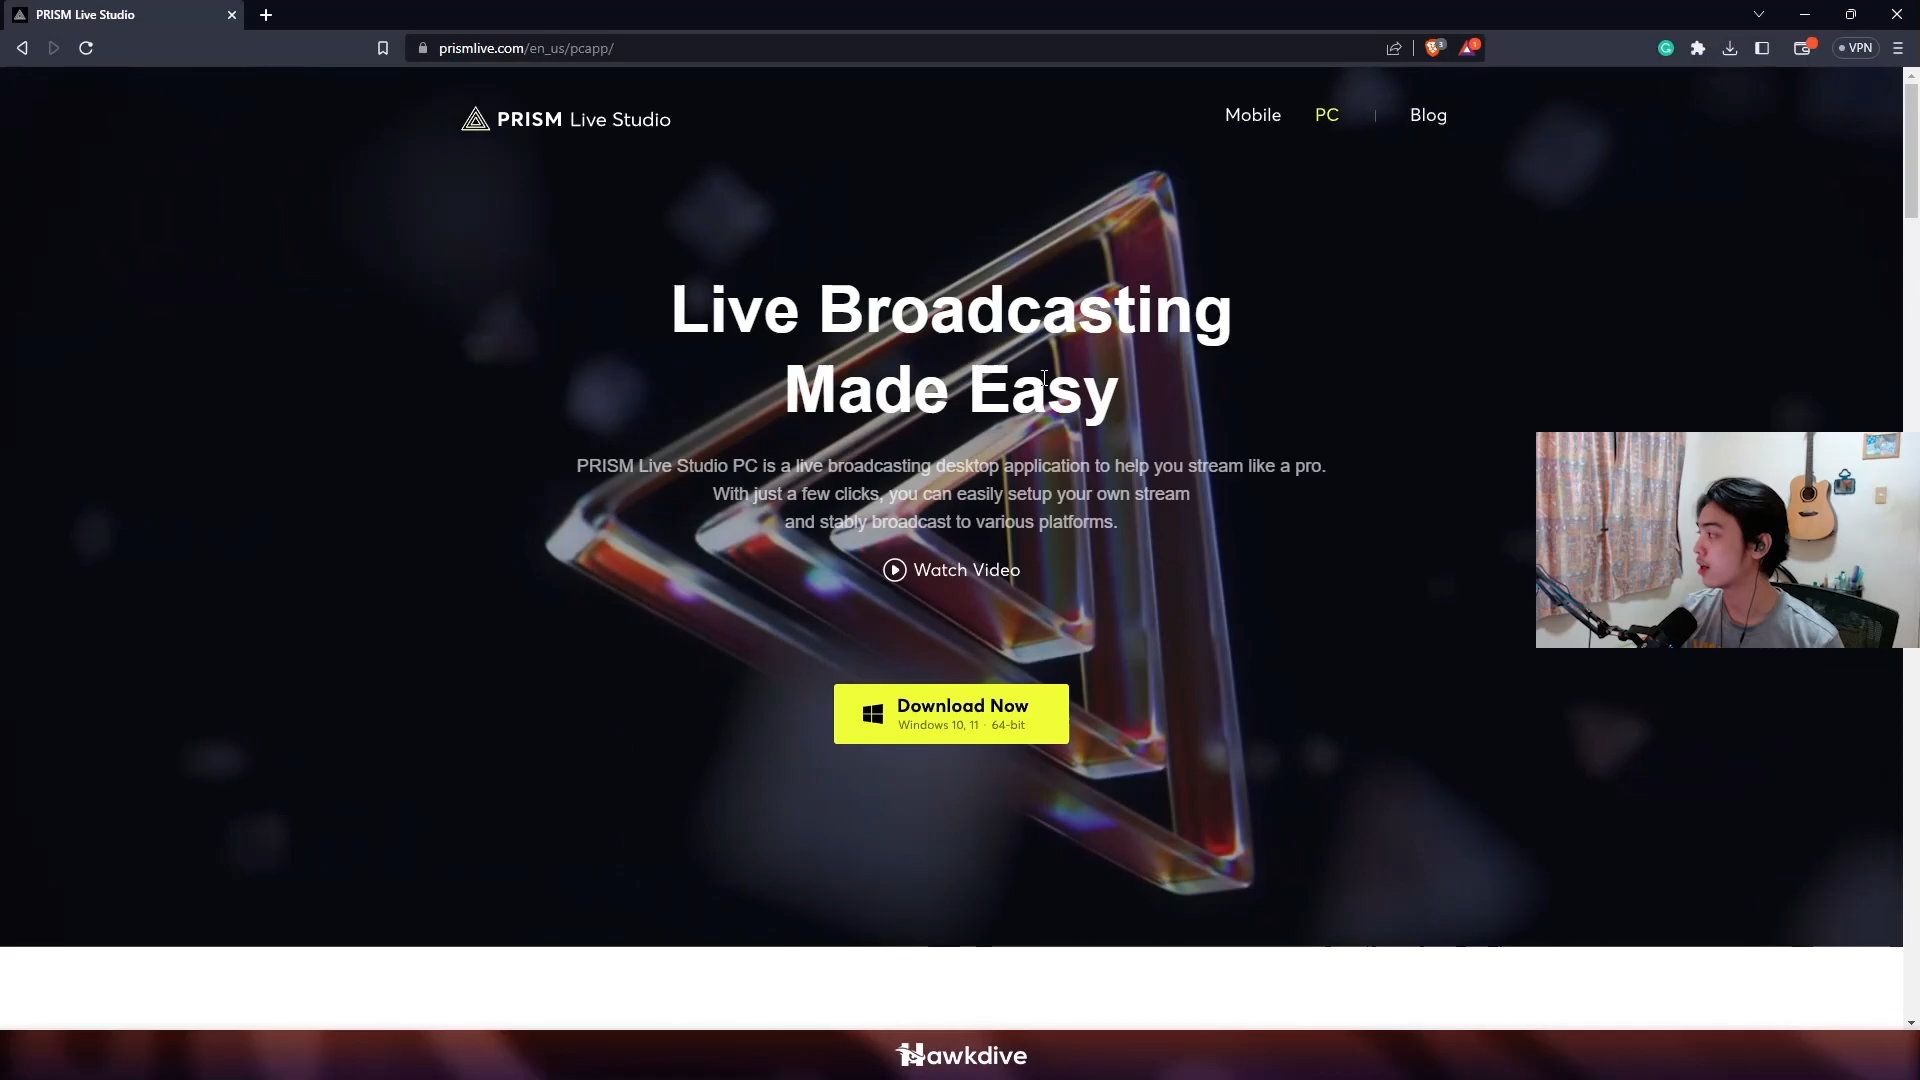 PRISM Live Studio
prismlive.com/en_us/pcapp/
3
1
VPN
PRISM Live Studio
Mobile
PC
Blog
Live Broadcasting
Made Easy
PRISM Live Studio PC is a live broadcasting desktop application to help you stream like a pro.
With just a few clicks, you can easily setup your own stream
and stably broadcast to various platforms.
Watch Video
Download Now
Windows 10, 11 · 64-bit
Hawkdive